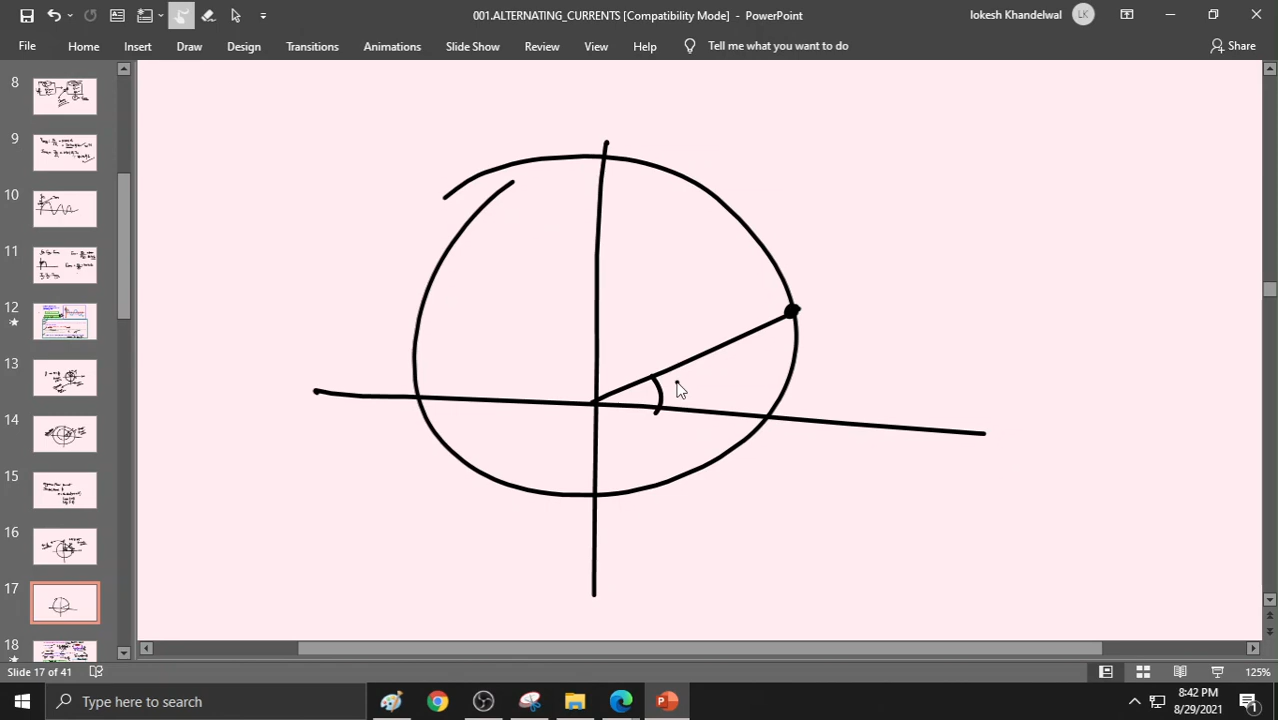 001.ALTERNATING_CURRENTS [Compatibility Mode] - PowerPoint
lokesh Khandelwal
LK
File Home Insert Draw Design Transitions Animations Slide Show Review View Help Tell me what you want to do Share
8
9
10
11
12
13
14
15
16
17
18
Slide 17 of 41
125%
Type here to search
8:42 PM
8/29/2021
1